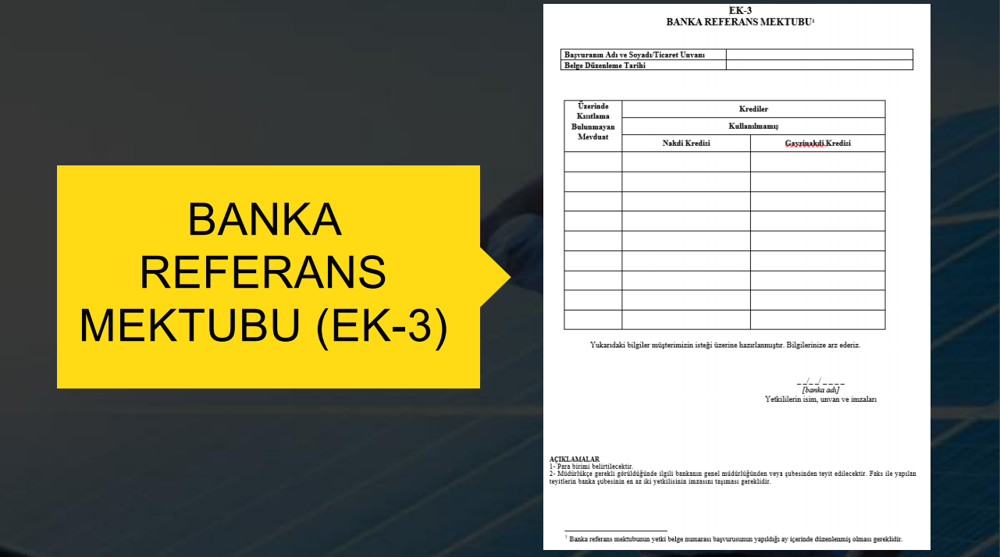 BANKA
REFERANS
MEKTUBU (EK-3)
EK-3
BANKA REFERANS MEKTUBU¹
Başvuranın Adı ve Soyadı/Ticaret Unvanı
Belge Düzenleme Tarihi
Üzerinde
Kısıtlama
Bulunmayan
Mevduat
Krediler
Kullanılmamış
Nakdi Kredisi
Gayrinakdi Kredisi
Yukarıdaki bilgiler müşterimizin isteği üzerine hazırlanmıştır. Bilgilerinize arz ederiz.
_ _/_ _/ _ _ _ _
[banka adı]
Yetkililerin isim, unvan ve imzaları
AÇIKLAMALAR
1- Para birimi belirtilecektir.
2- Müdürlükçe gerekli görüldüğünde ilgili bankanın genel müdürlüğünden veya şubesinden teyit edilecektir. Faks ile yapılan
teyitlerin banka şubesinin en az iki yetkilisinin imzasını taşıması gereklidir.
¹ Banka referans mektubunun yetki belge numarası başvurusunun yapıldığı ay içerinde düzenlenmiş olması gereklidir.